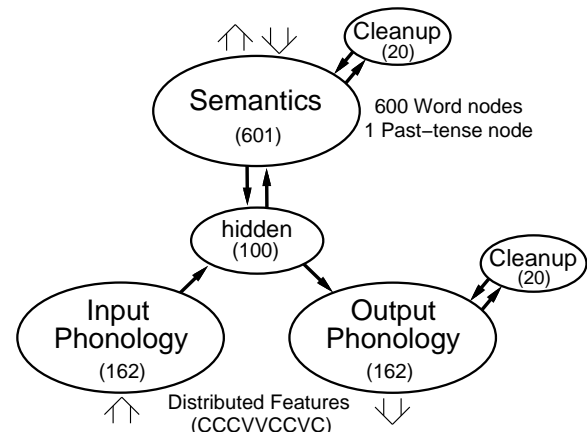 Cleanup
(20)
Semantics
(601)
600 Word nodes
1 Past−tense node
hidden
(100)
Cleanup
(20)
Input
Phonology
(162)
Output
Phonology
(162)
Distributed Features
(CCCVVCCVC)